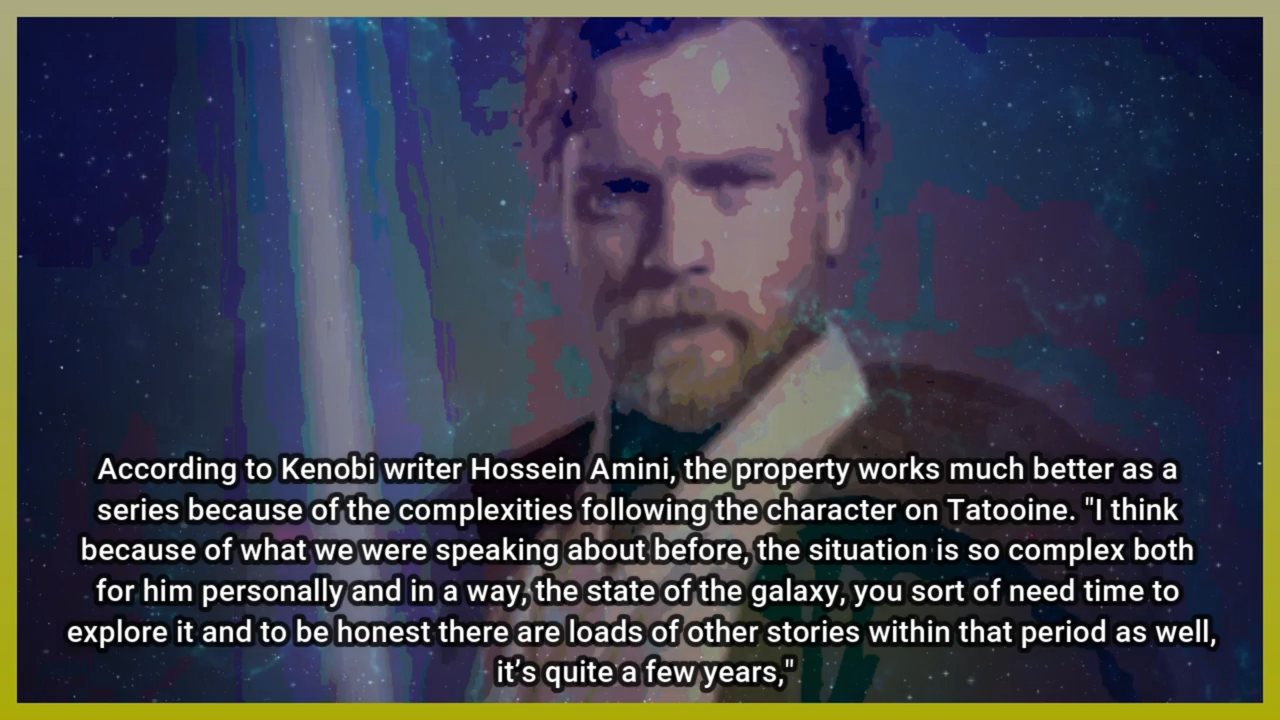 According to Kenobi writer Hossein Amini, the property works much better as a
series because of the complexities following the character on Tatooine. "I think
because of what we were speaking about before, the situation is so complex both
for him personally and in a way, the state of the galaxy, you sort of need time to
explore it and to be honest there are loads of other stories within that period as well,
it’s quite a few years,"